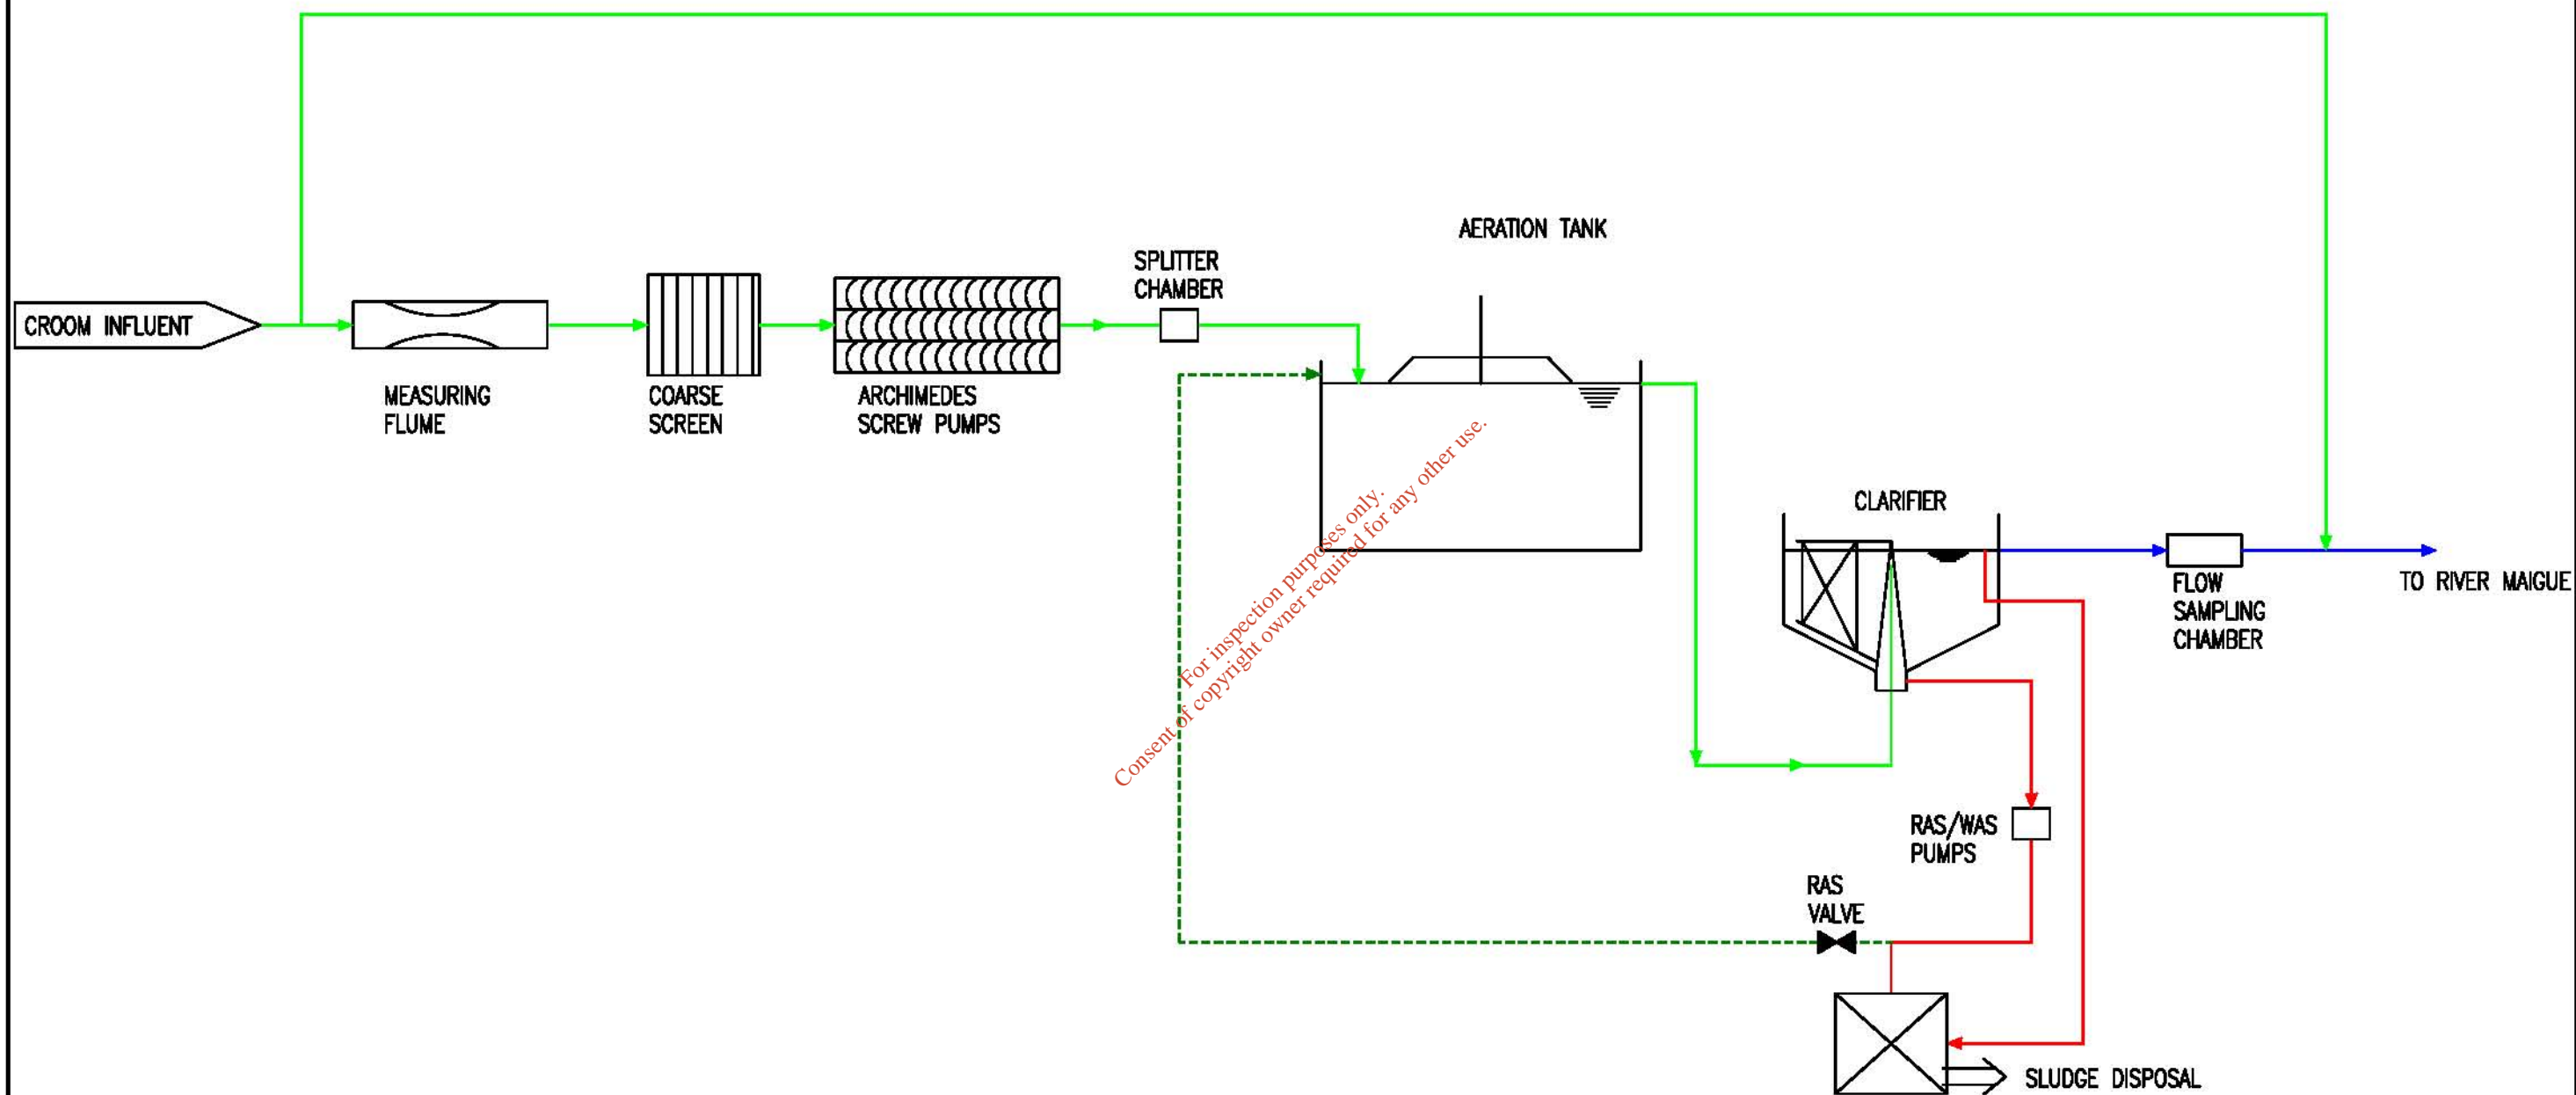 AERATION TANK
SPLITTER
CHAMBER
CROOM INFLUENT
MEASURING
FLUME
COARSE
SCREEN
ARCHIMEDES
SCREW PUMPS
For inspection purposes only.
Consent of copyright owner required for any other use.
CLARIFIER
FLOW
SAMPLING
CHAMBER
TO RIVER MAIGUE
RAS/WAS
PUMPS
RAS
VALVE
SLUDGE DISPOSAL